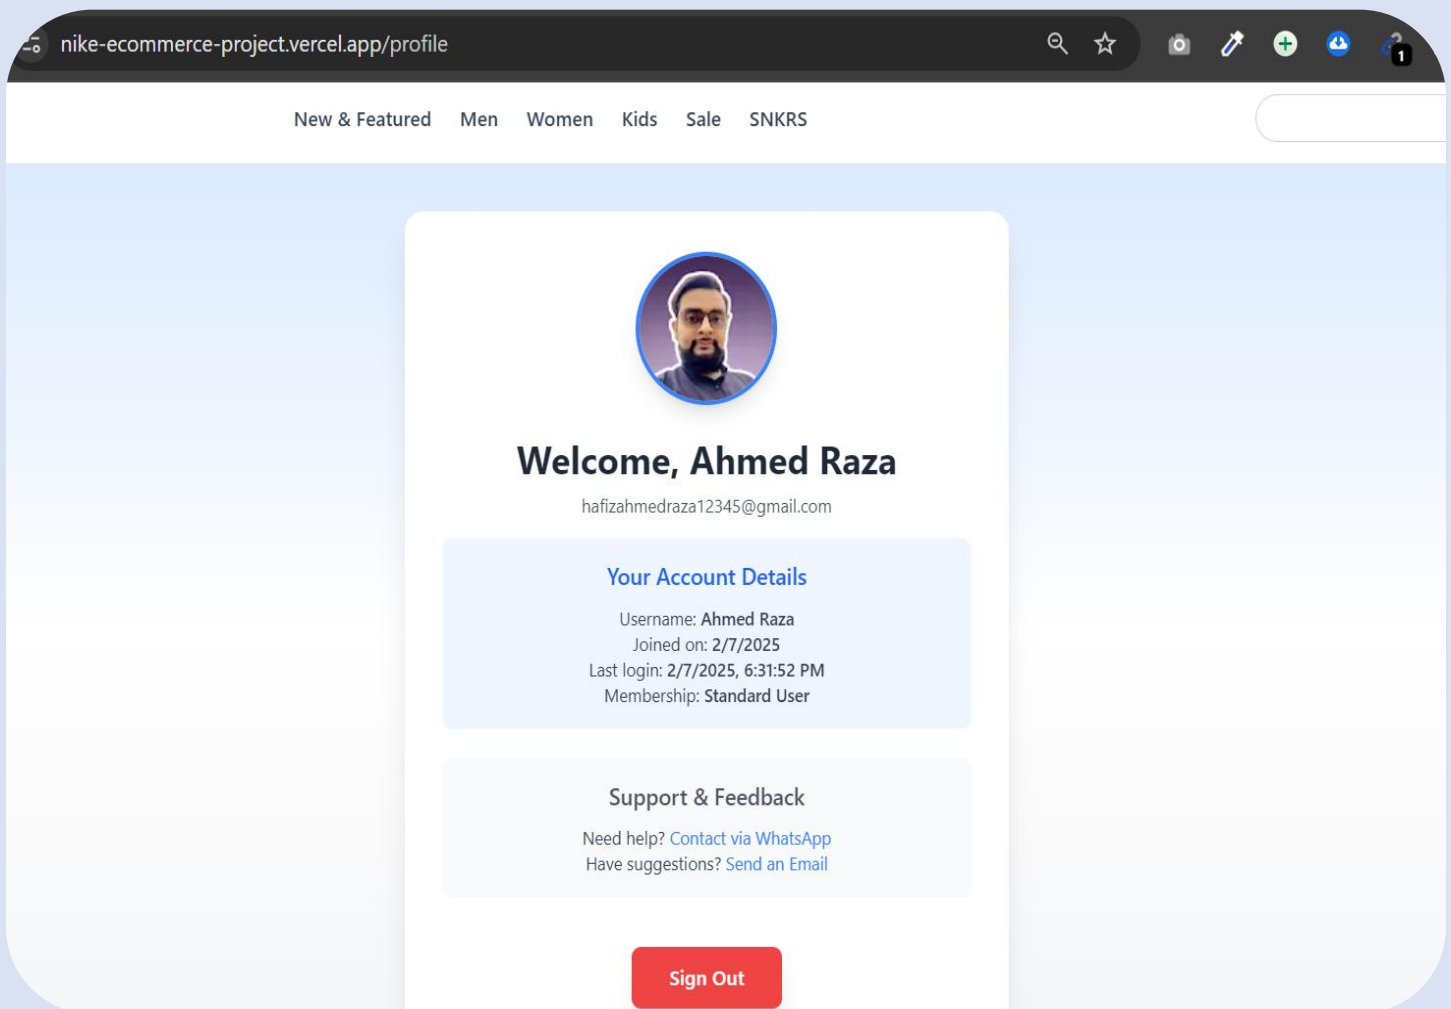 nike-ecommerce-project.vercel.app/profile
1
New & Featured Men Women Kids Sale SNKRS
Welcome, Ahmed Raza
hafizahmedraza12345@gmail.com
Your Account Details
Username: Ahmed Raza
Joined on: 2/7/2025
Last login: 2/7/2025, 6:31:52 PM
Membership: Standard User
Support & Feedback
Need help? Contact via WhatsApp
Have suggestions? Send an Email
Sign Out